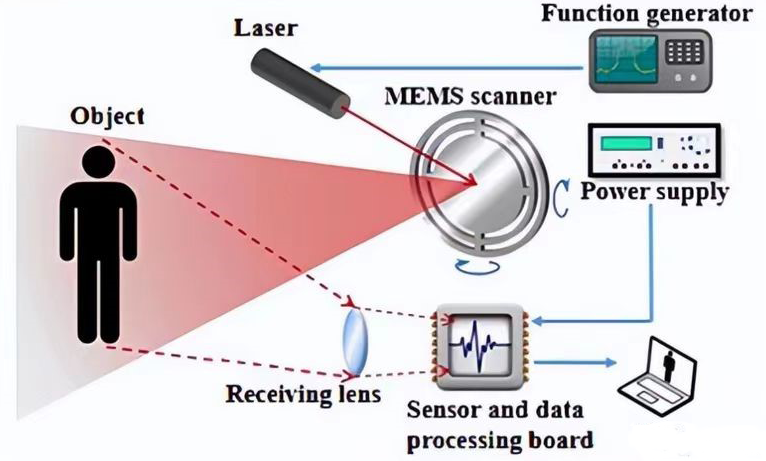 Function generator
Laser
MEMS scanner
Object
Power supply
Receiving lens
Sensor and data
processing board